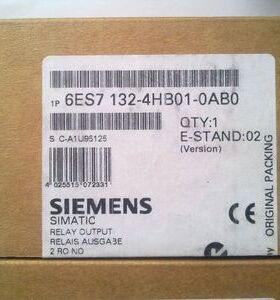 1P 6ES7 132-4HB01-0AB0
QTY:1
S C-A1U95125
E-STAND:02
(Version)
4 025515 072331
SIEMENS
SIMATIC
RELAY OUTPUT
RELAIS AUSGABE
2 RO NO
CE
N
ORIGINAL PACKING